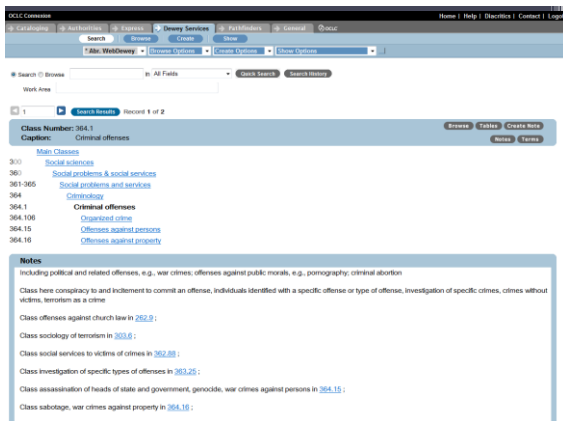 OCLC Connexion
Home | Help | Diacritics | Contact | Logo
Cataloging Authorities Express Dewey Services Pathfinders General OCLC
Search Browse Create Show
Abr. WebDewey Browse Options Create Options Show Options
Search Browse in All Fields Quick Search Search History
Work Area
1 Search Results Record 1 of 2
Class Number: 364.1 Browse Tables Create Note
Caption: Criminal offenses Notes Terms
Main Classes
300 Social sciences
360 Social problems & social services
361-365 Social problems and services
364 Criminology
364.1 Criminal offenses
364.106 Organized crime
364.15 Offenses against persons
364.16 Offenses against property
Notes
Including political and related offenses, e.g., war crimes; offenses against public morals, e.g., pornography; criminal abortion
Class here conspiracy to and incitement to commit an offense, individuals identified with a specific offense or type of offense, investigation of specific crimes, crimes without
victims, terrorism as a crime
Class offenses against church law in 262.9 ;
Class sociology of terrorism in 303.6 ;
Class social services to victims of crimes in 362.88 ;
Class investigation of specific types of offenses in 363.25 ;
Class assassination of heads of state and government, genocide, war crimes against persons in 364.15 ;
Class sabotage, war crimes against property in 364.16 ;